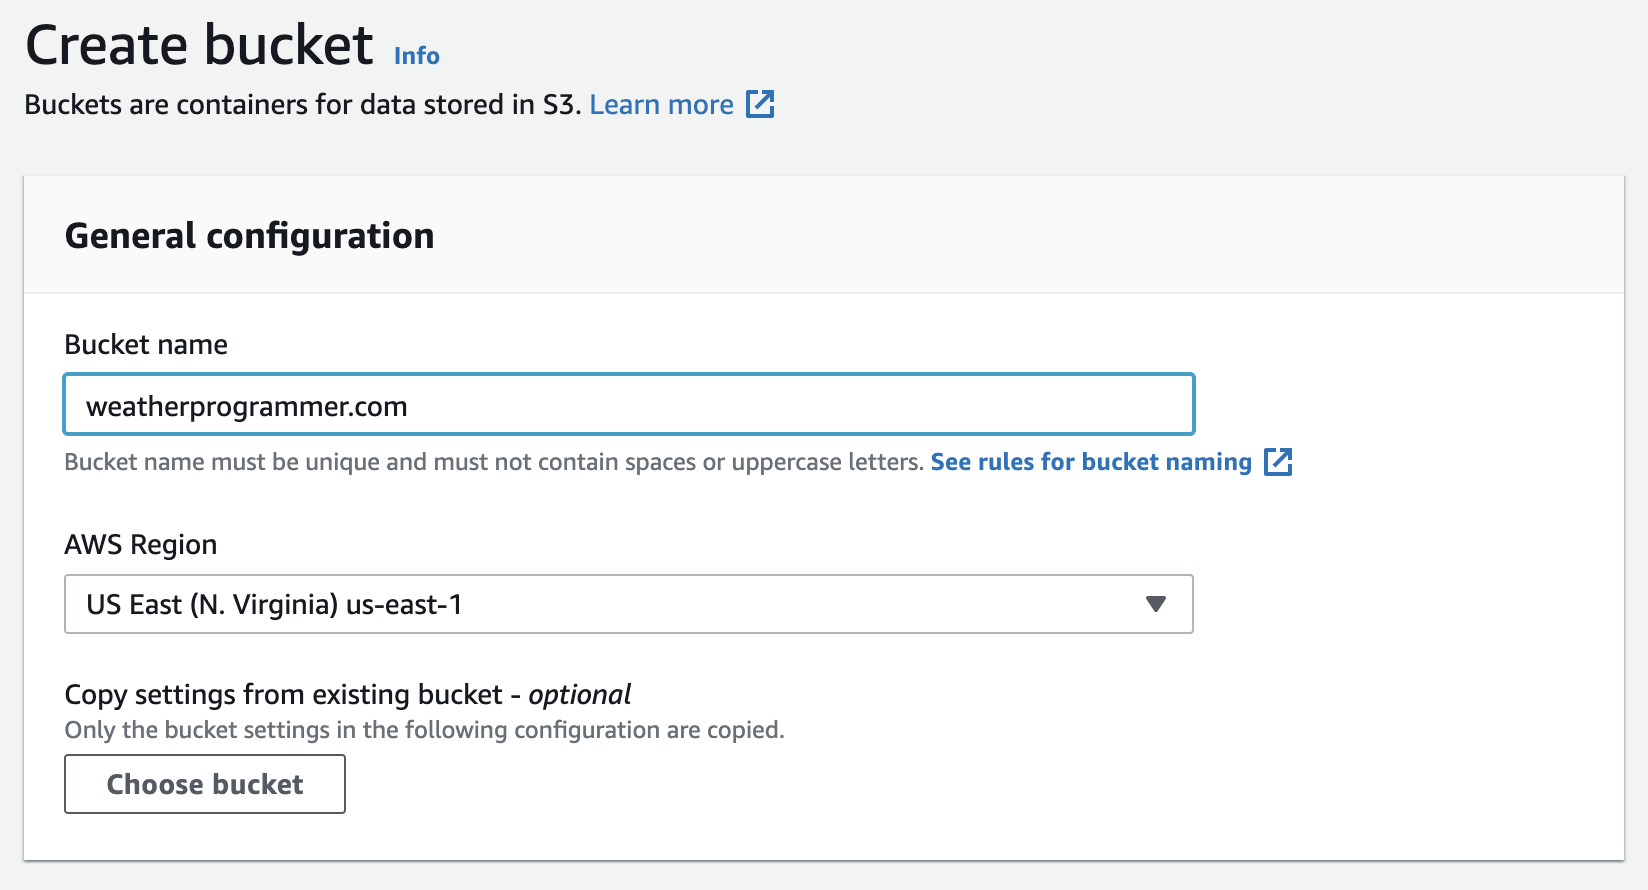 Create bucket Info
Buckets are containers for data stored in S3. Learn more
General configuration
Bucket name
weatherprogrammer.com
Bucket name must be unique and must not contain spaces or uppercase letters. See rules for bucket naming
AWS Region
US East (N. Virginia) us-east-1
Copy settings from existing bucket - optional
Only the bucket settings in the following configuration are copied.
Choose bucket